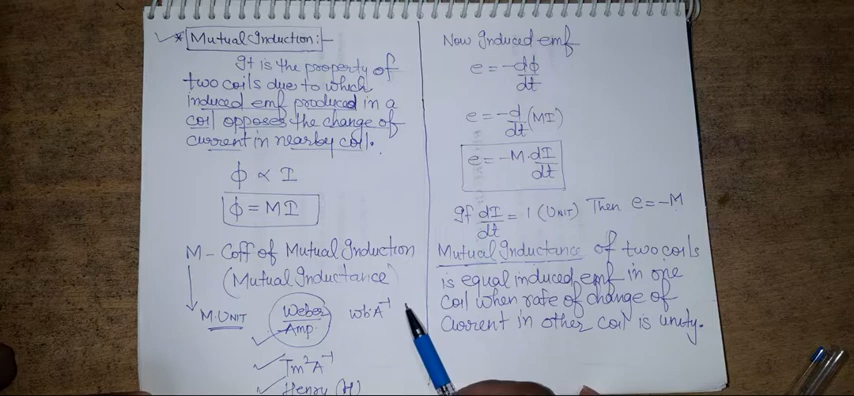 * Mutual Induction:-
It is the property of
two coils due to which
induced emf produced in a
coil opposes the change of
current in nearby coil.
ϕ ∝ I
ϕ = MI
M - Coff of Mutual Induction
(Mutual Inductance)
M. UNIT Weber/Amp. Wb A⁻¹
Tm²A⁻¹
Henry (H)
Now Induced emf
e = -dϕ/dt
e = -d/dt (MI)
e = -M.dI/dt
If dI/dt = 1 (UNIT) Then e = -M
Mutual Inductance of two coils
is equal induced emf in one
coil when rate of change of
current in other coil is unity.